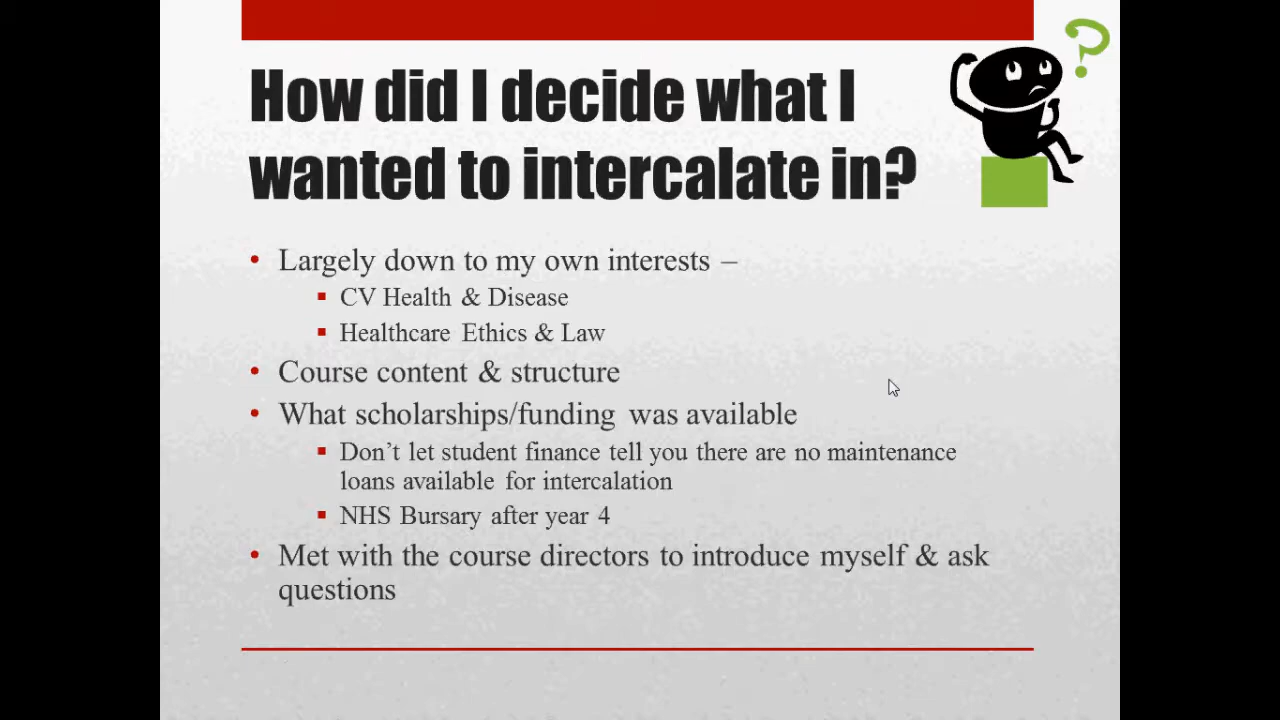 How did I decide what I
wanted to intercalate in?
• Largely down to my own interests –
▪ CV Health & Disease
▪ Healthcare Ethics & Law
• Course content & structure
• What scholarships/funding was available
▪ Don’t let student finance tell you there are no maintenance
loans available for intercalation
▪ NHS Bursary after year 4
• Met with the course directors to introduce myself & ask
questions
?